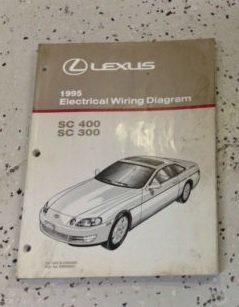 LEXUS
1995
Electrical Wiring Diagram
SC 400
SC 300